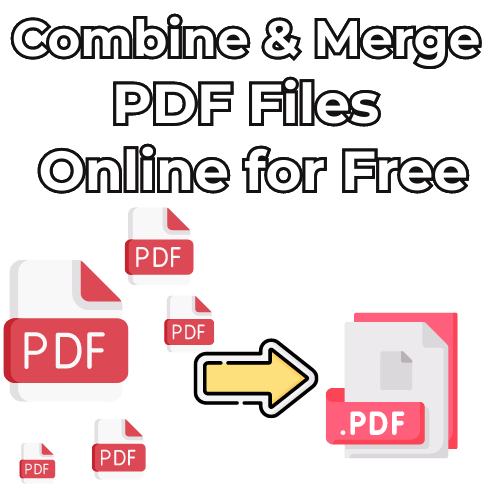 Combine & Merge
PDF Files
Online for Free
PDF
PDF
PDF
PDF
PDF
.PDF